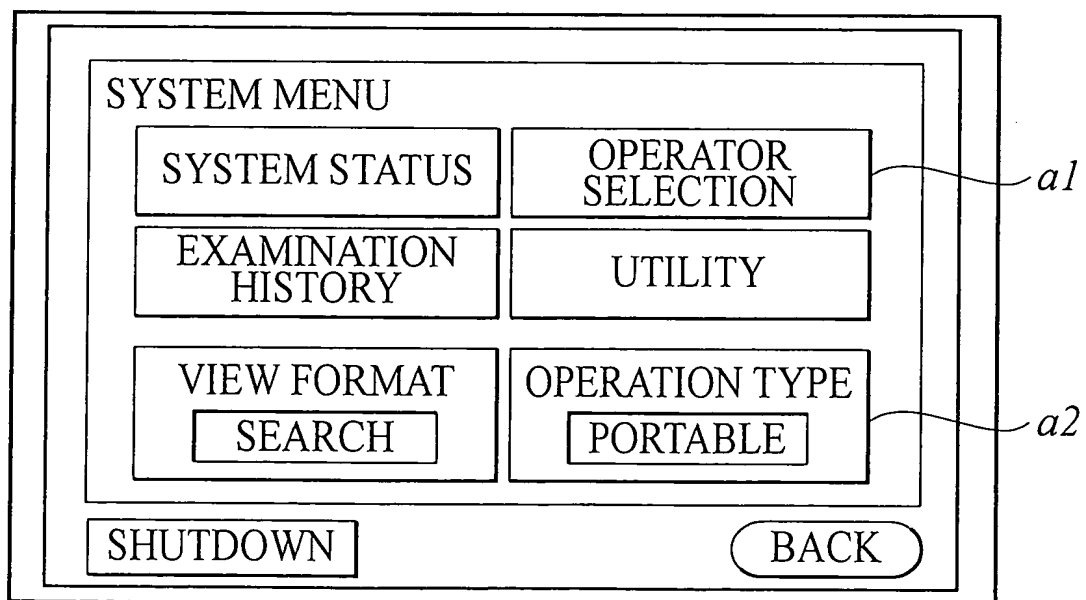 SYSTEM MENU
SYSTEM STATUS
OPERATOR
SELECTION
a1
EXAMINATION
HISTORY
UTILITY
VIEW FORMAT
SEARCH
OPERATION TYPE
PORTABLE
a2
SHUTDOWN
BACK